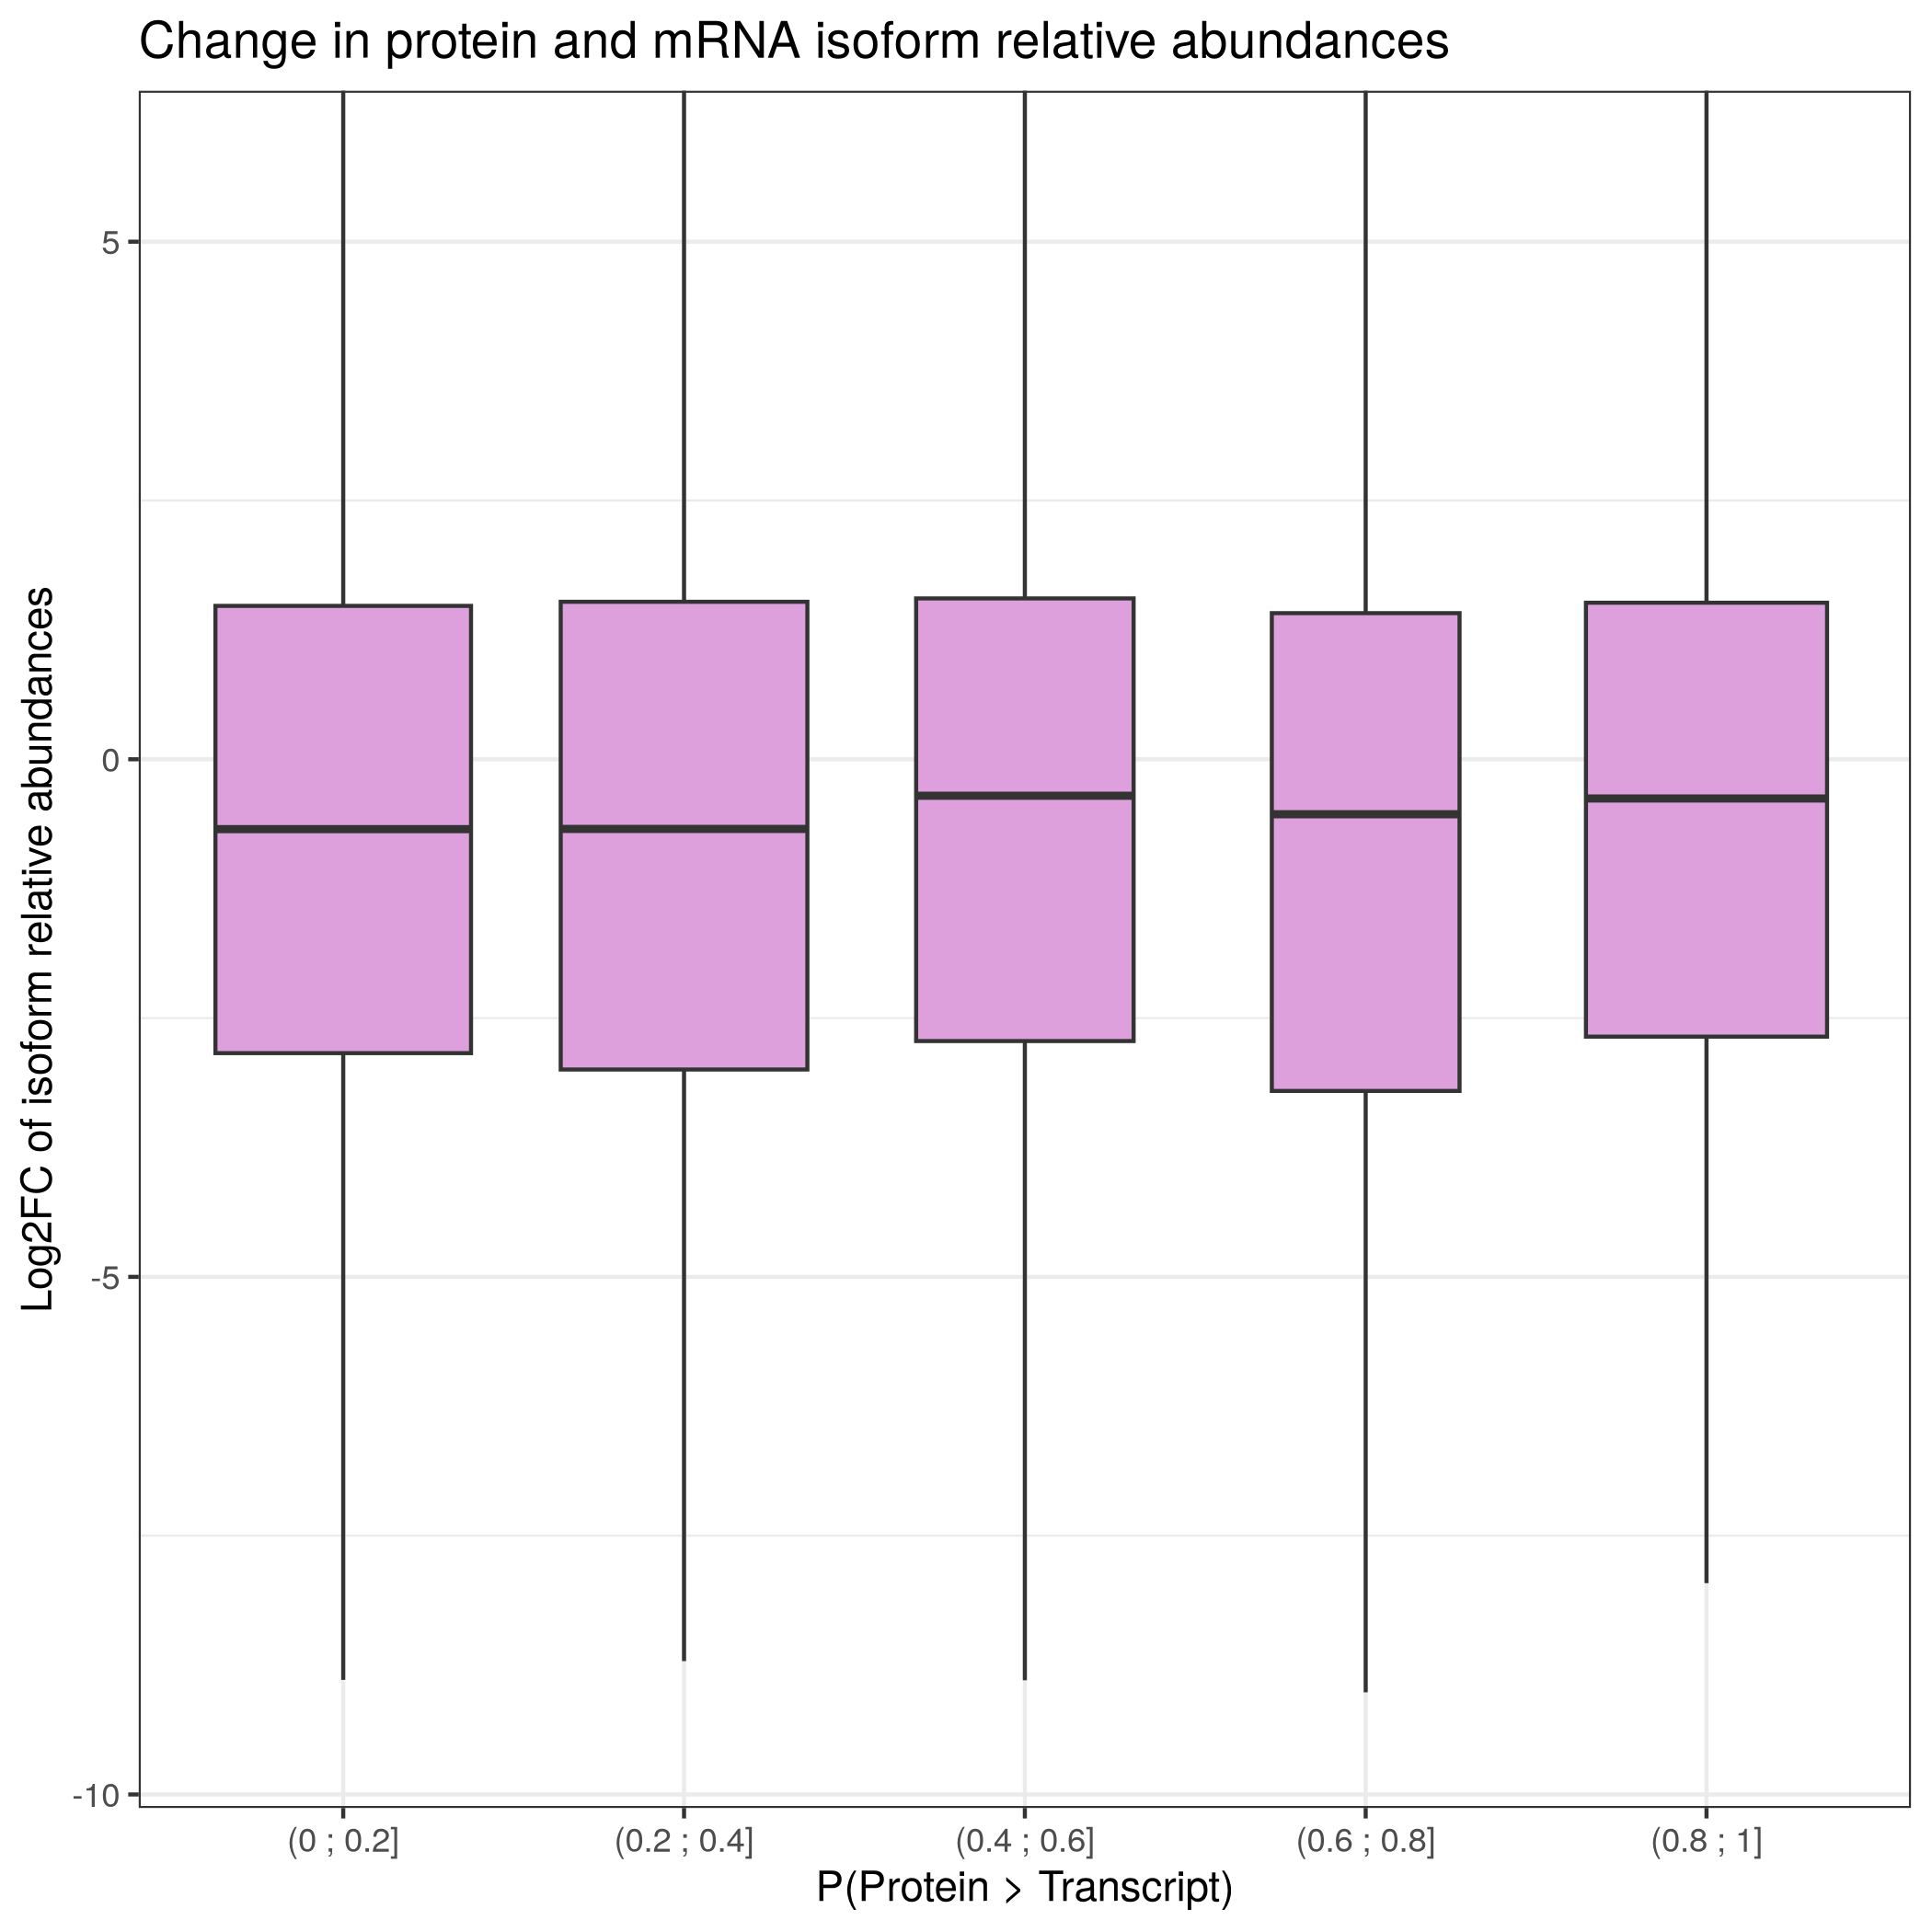 Change in protein and mRNA isoform relative abundances
Log2FC of isoform relative abundances
5
0
-5
-10
(0 ; 0.2]
(0.2 ; 0.4]
(0.4 ; 0.6]
(0.6 ; 0.8]
(0.8 ; 1]
P(Protein > Transcript)